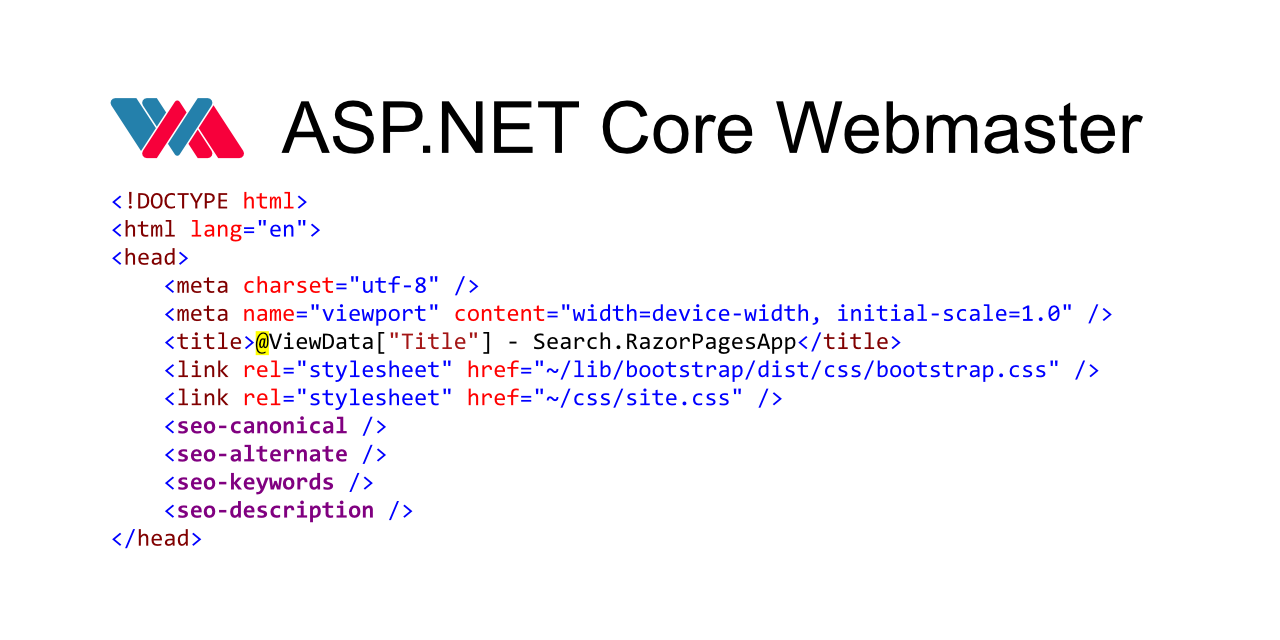 ASP.NET Core Webmaster
<!DOCTYPE html>
<html lang="en">
<head>
    <meta charset="utf-8" />
    <meta name="viewport" content="width=device-width, initial-scale=1.0" />
    <title>@ViewData["Title"] - Search.RazorPagesApp</title>
    <link rel="stylesheet" href="~/lib/bootstrap/dist/css/bootstrap.css" />
    <link rel="stylesheet" href="~/css/site.css" />
    <seo-canonical />
    <seo-alternate />
    <seo-keywords />
    <seo-description />
</head>